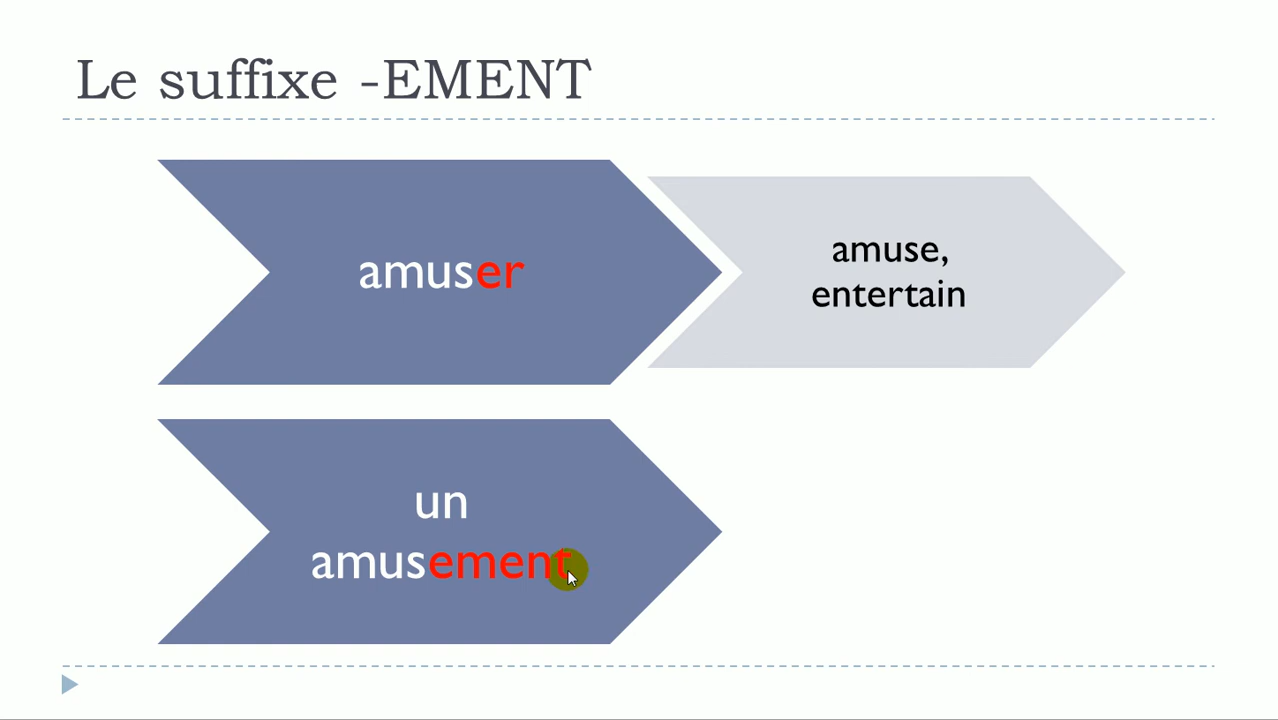 Le suffixe -EMENT
amuser
amuse,
entertain
un
amusement